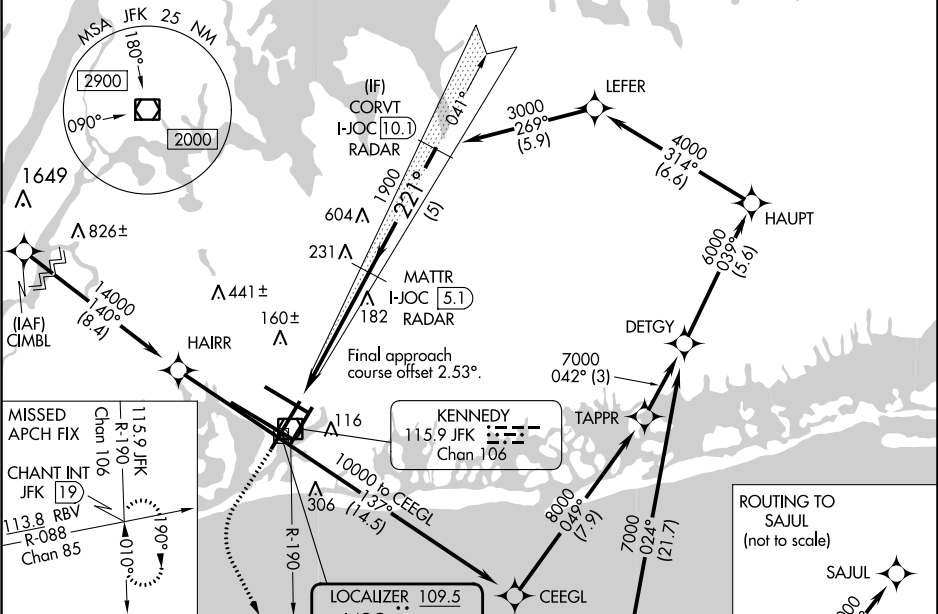 MSA JFK 25 NM
180°
2900
090°
2000
1649
826±
(IAF)
CIMBL
14000
140°
(8.4)
441±
160±
HAIRR
(IF)
CORVT
I-JOC 10.1
RADAR
041°
1900
221°
(5)
604
231
MATTR
I-JOC 5.1
RADAR
182
Final approach
course offset 2.53°.
3000
269°
(5.9)
LEFER
4000
314°
(6.6)
HAUPT
6000
039°
(5.6)
DETGY
7000
042° (3)
TAPPR
116
KENNEDY
115.9 JFK
Chan 106
306
10000 to CEEGL
137°
(14.5)
8000
049°
(7.9)
7000
024°
(21.7)
CEEGL
R-190
LOCALIZER 109.5
MISSED
APCH FIX
115.9 JFK
R-190
Chan 106
CHANT INT
JFK 19
113.8 RBV
R-088
Chan 85
010°
190°
ROUTING TO
SAJUL
(not to scale)
SAJUL